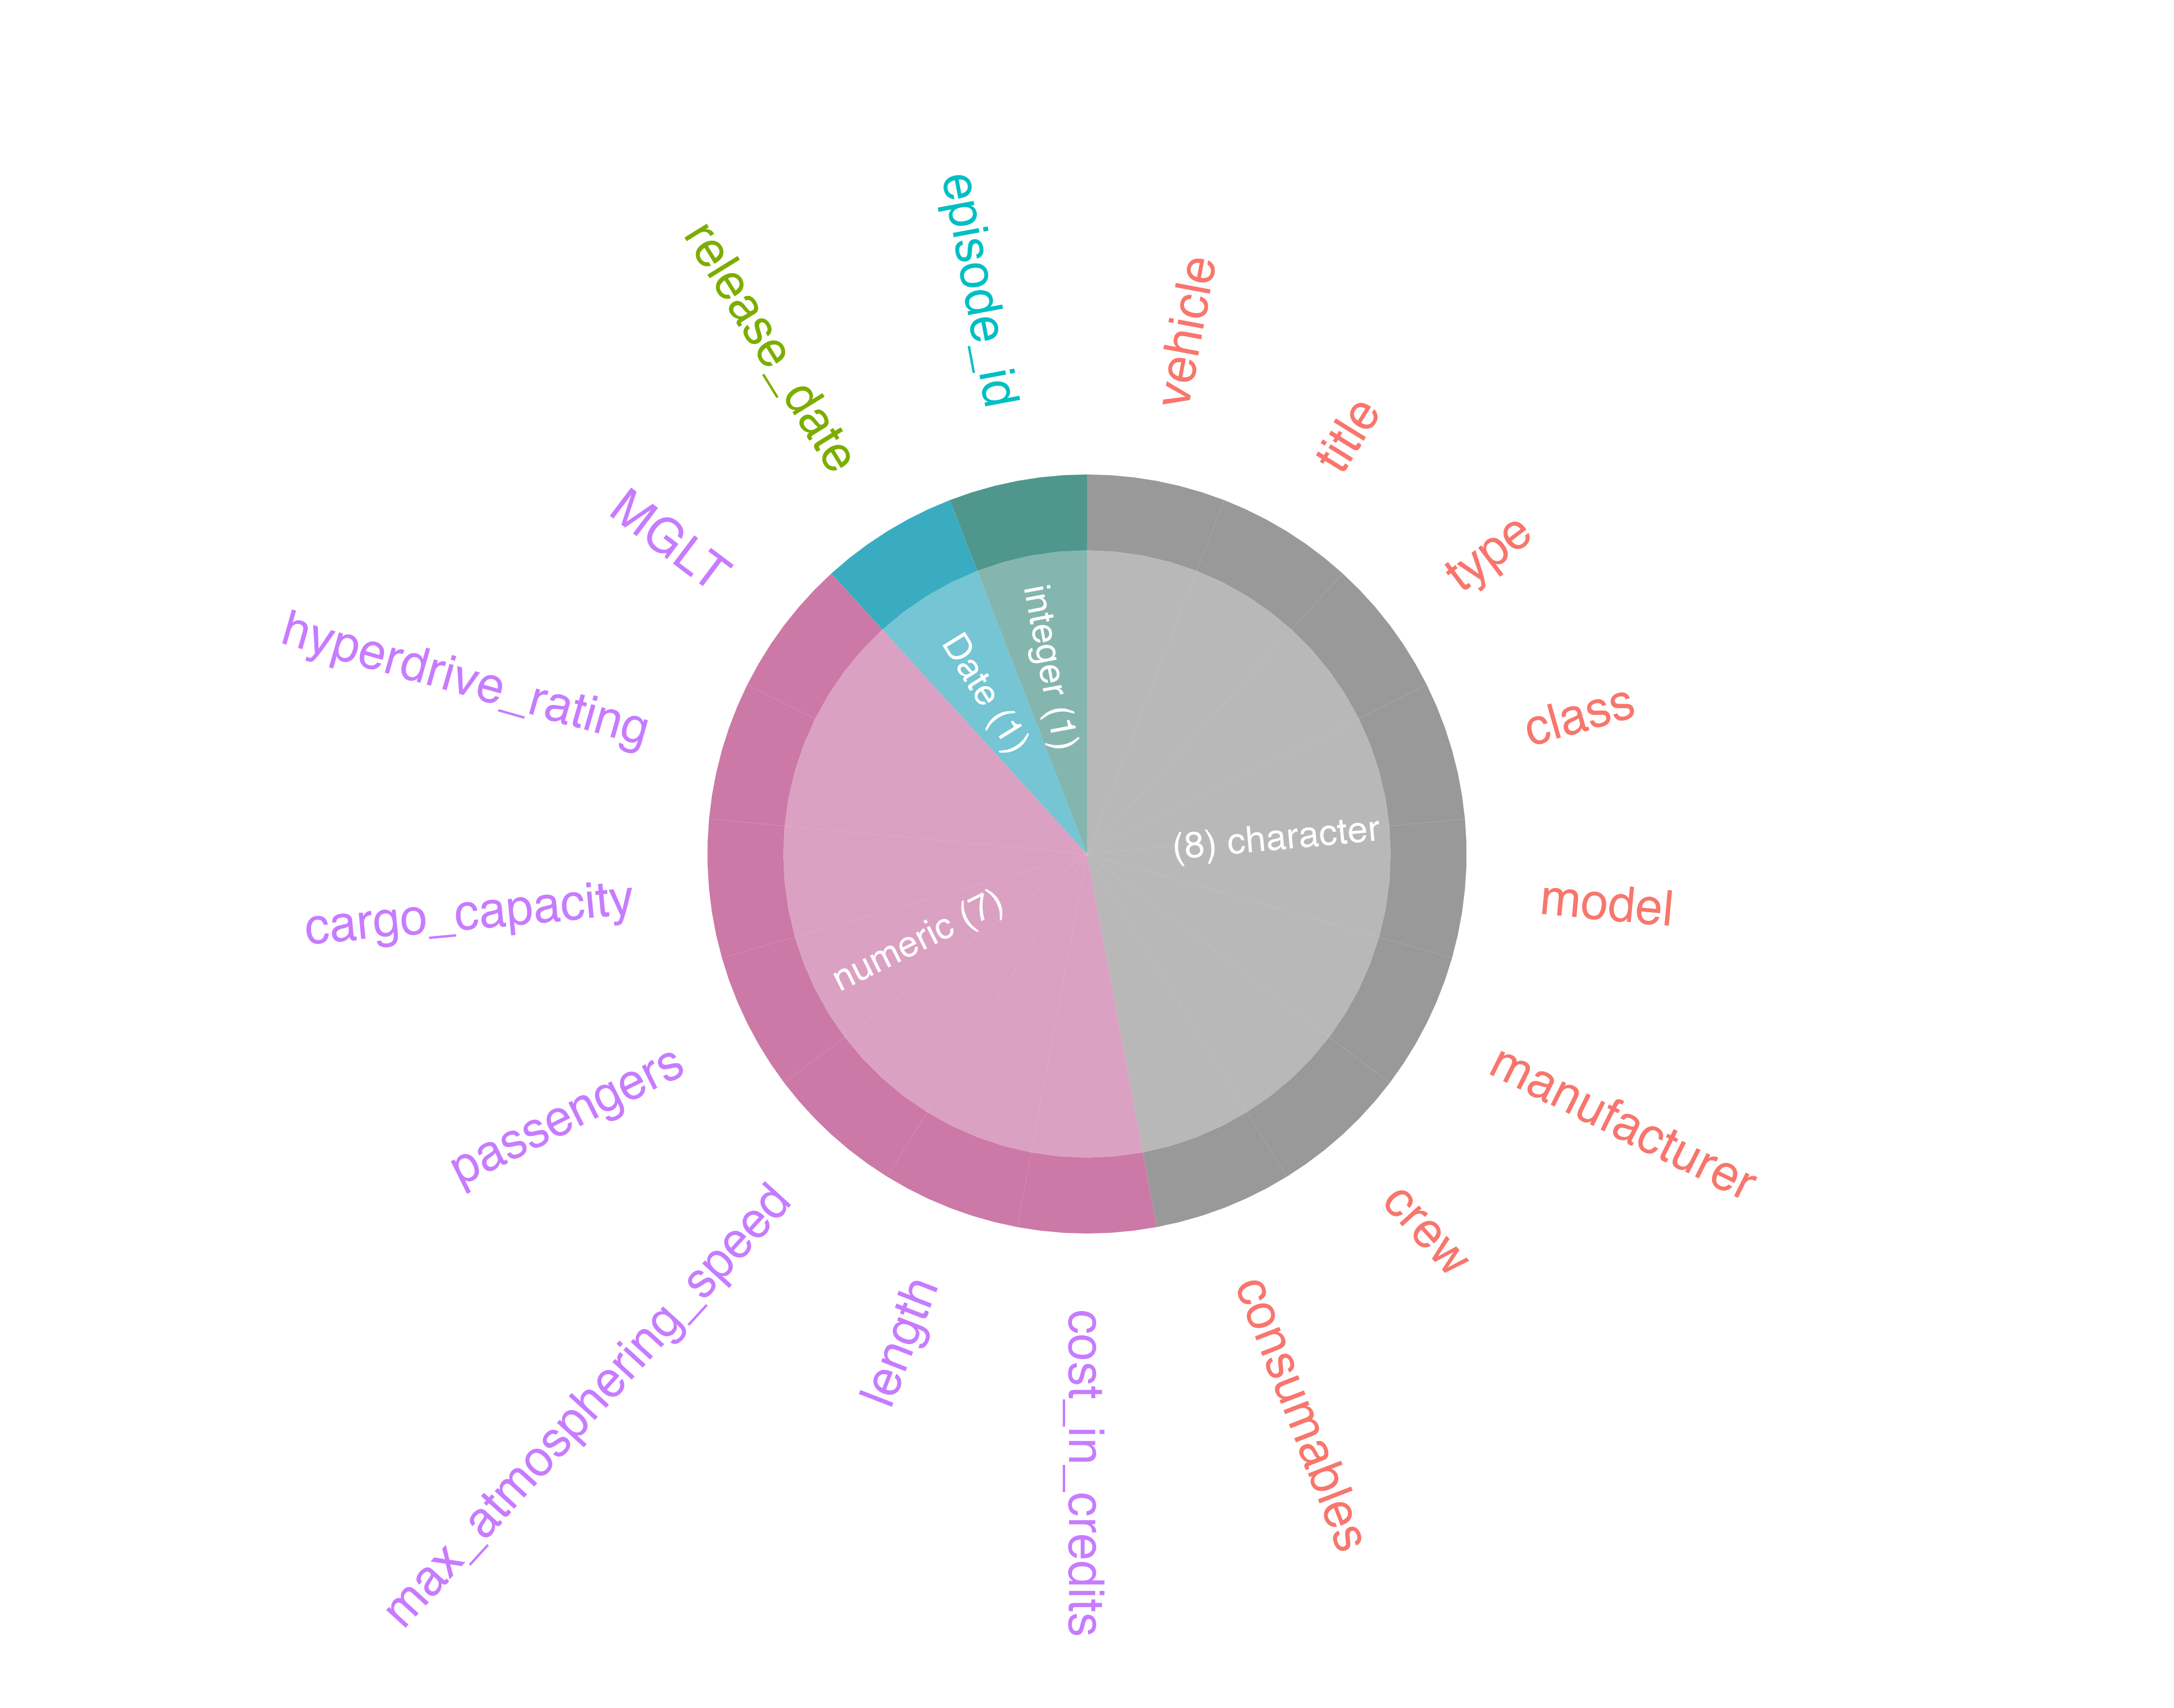 vehicle
title
type
class
model
manufacturer
crew
consumables
cost_in_credits
length
max_atmosphering_speed
passengers
cargo_capacity
hyperdrive_rating
MGLT
release_date
episode_id
(8) character
numeric (7)
Date (1)
integer (1)